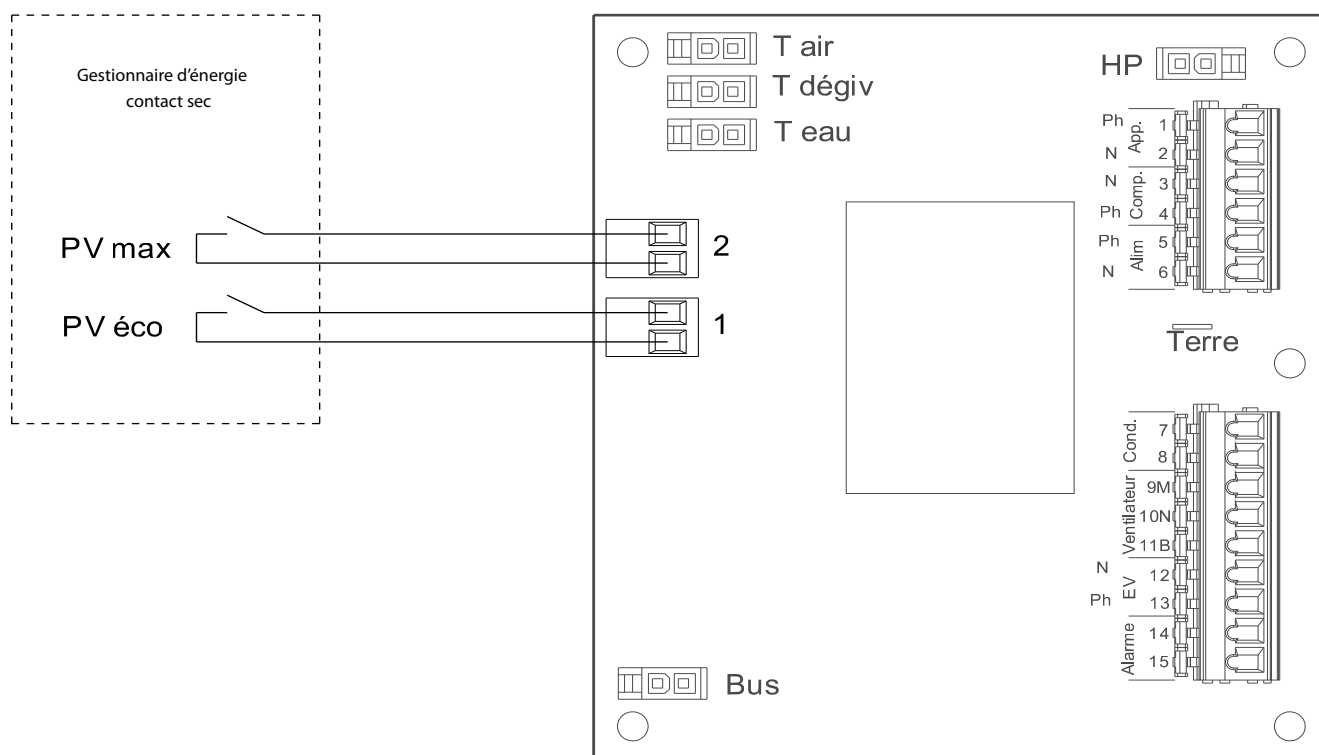 Gestionnaire d’énergie
contact sec
PV max
PV éco
T air
T dégiv
T eau
2
1
Bus
HP
App.
Ph 1
N 2
Comp.
N 3
Ph 4
Alim
Ph 5
N 6
Terre
Cond.
7
8
Ventilateur
9M
10N
11B
EV
N 12
Ph 13
Alarme
14
15